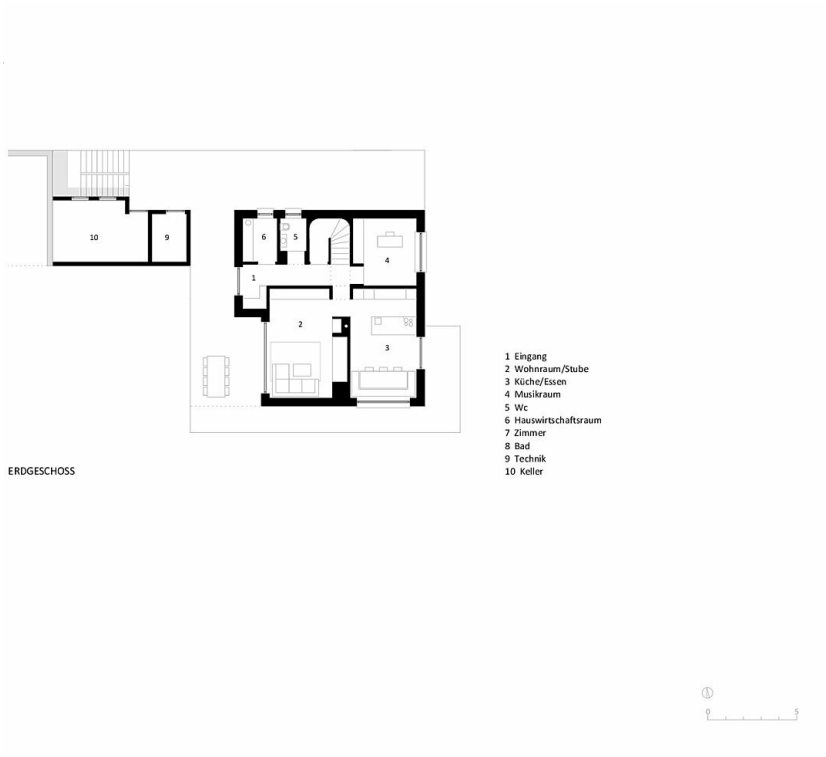 10
9
6
5
4
1
2
3
1 Eingang
2 Wohnraum/Stube
3 Küche/Essen
4 Musikraum
5 Wc
6 Hauswirtschaftsraum
7 Zimmer
8 Bad
9 Technik
10 Keller
ERDGESCHOSS
0 5